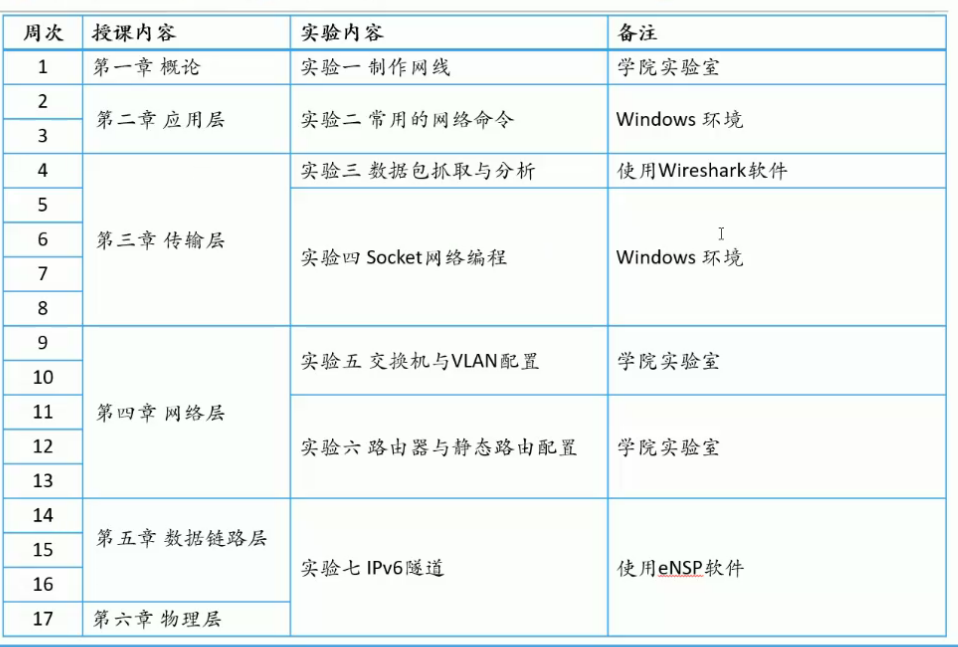 周次 授课内容 实验内容 备注
1 第一章 概论 实验一 制作网线 学院实验室
2
第二章 应用层 实验二 常用的网络命令 Windows 环境
3
4 实验三 数据包抓取与分析 使用Wireshark软件
5
6
第三章 传输层
实验四 Socket网络编程 Windows 环境
7
8
9
实验五 交换机与VLAN配置 学院实验室
10
11
第四章 网络层
12 实验六 路由器与静态路由配置 学院实验室
13
14
第五章 数据链路层
15
实验七 IPv6隧道 使用eNSP软件
16
17 第六章 物理层